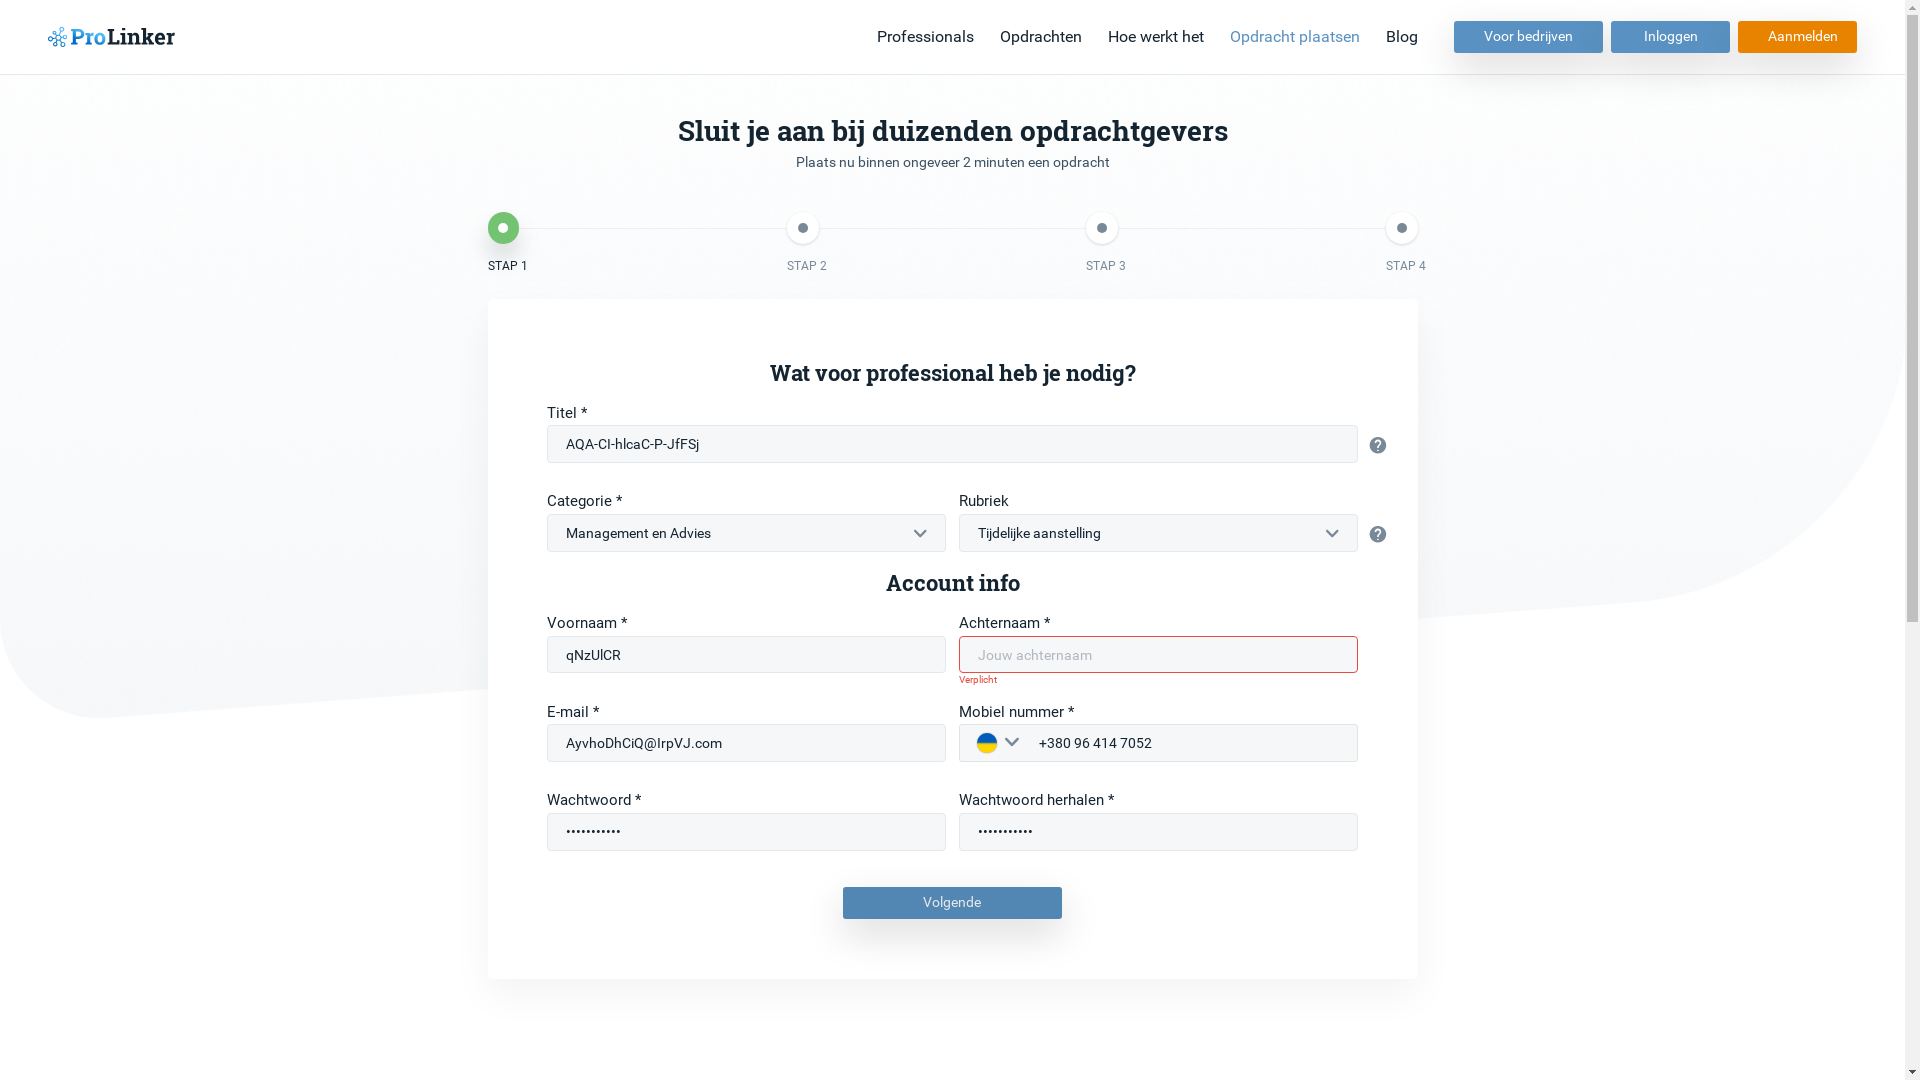 ProLinker
Professionals Opdrachten Hoe werkt het Opdracht plaatsen Blog Voor bedrijven Inloggen Aanmelden
Sluit je aan bij duizenden opdrachtgevers
Plaats nu binnen ongeveer 2 minuten een opdracht
STAP 1 STAP 2 STAP 3 STAP 4
Wat voor professional heb je nodig?
Titel *
AQA-CI-hlcaC-P-JfFSj
Categorie * Rubriek
Management en Advies Tijdelijke aanstelling
Account info
Voornaam * Achternaam *
qNzUlCR Jouw achternaam
Verplicht
E-mail * Mobiel nummer *
AyvhoDhCiQ@IrpVJ.com +380 96 414 7052
Wachtwoord * Wachtwoord herhalen *
••••••••••• •••••••••••
Volgende